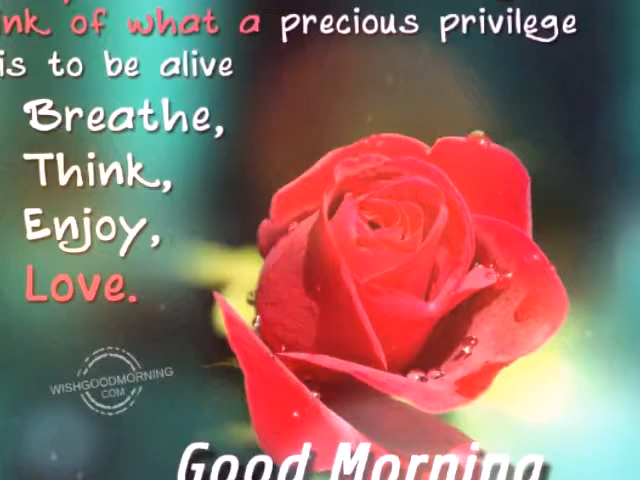 nk of what a precious privilege
is to be alive
Breathe,
Think,
Enjoy,
Love.
WISHGOODMORNING
.COM
Good Morning